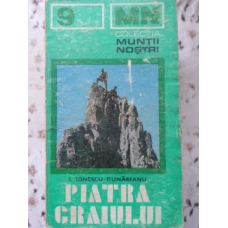 9 MN
COLECȚIA
MUNȚII
NOȘTRI
I. IONESCU-DUNĂREANU
PIATRA
CRAIULUI